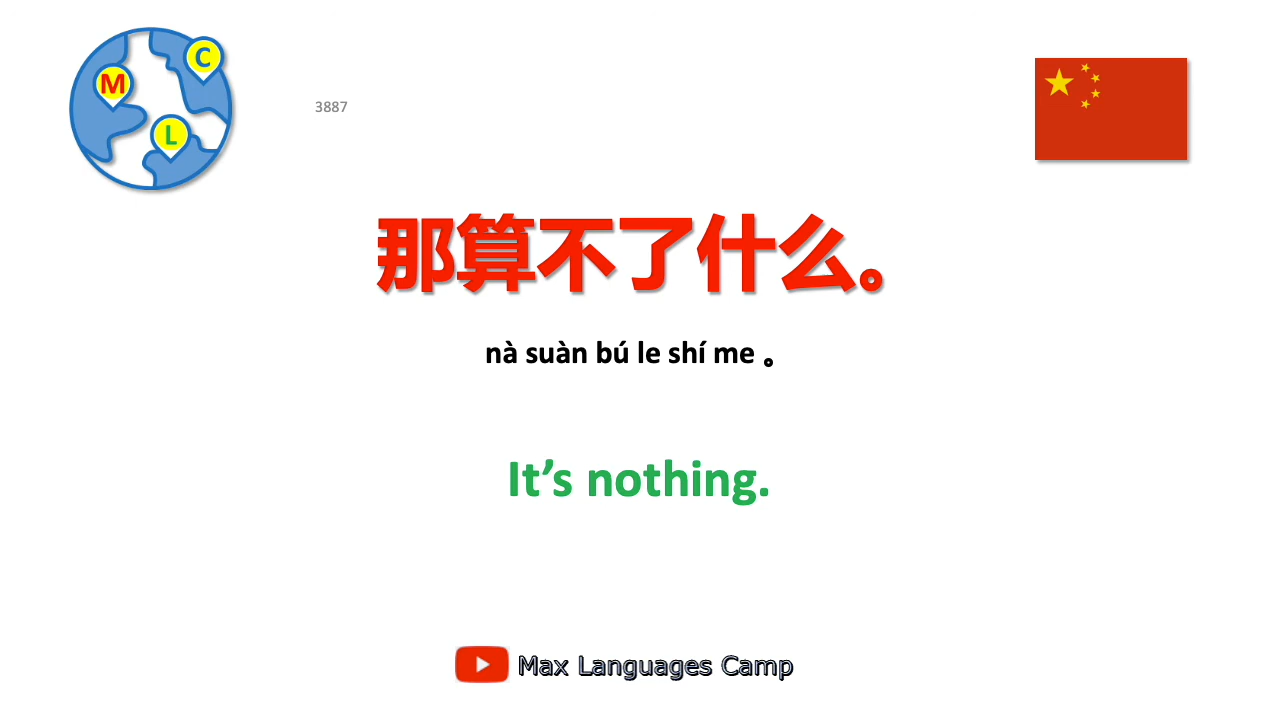 C
M
L
3887
那算不了什么。
nà suàn bú le shí me 。
It’s nothing.
Max Languages Camp